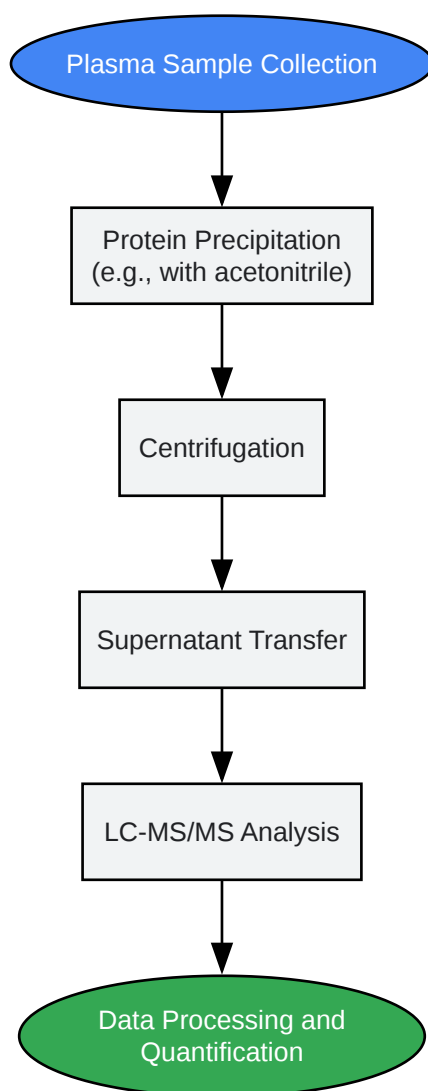 Plasma Sample Collection
Protein Precipitation
(e.g., with acetonitrile)
Centrifugation
Supernatant Transfer
LC-MS/MS Analysis
Data Processing and
Quantification